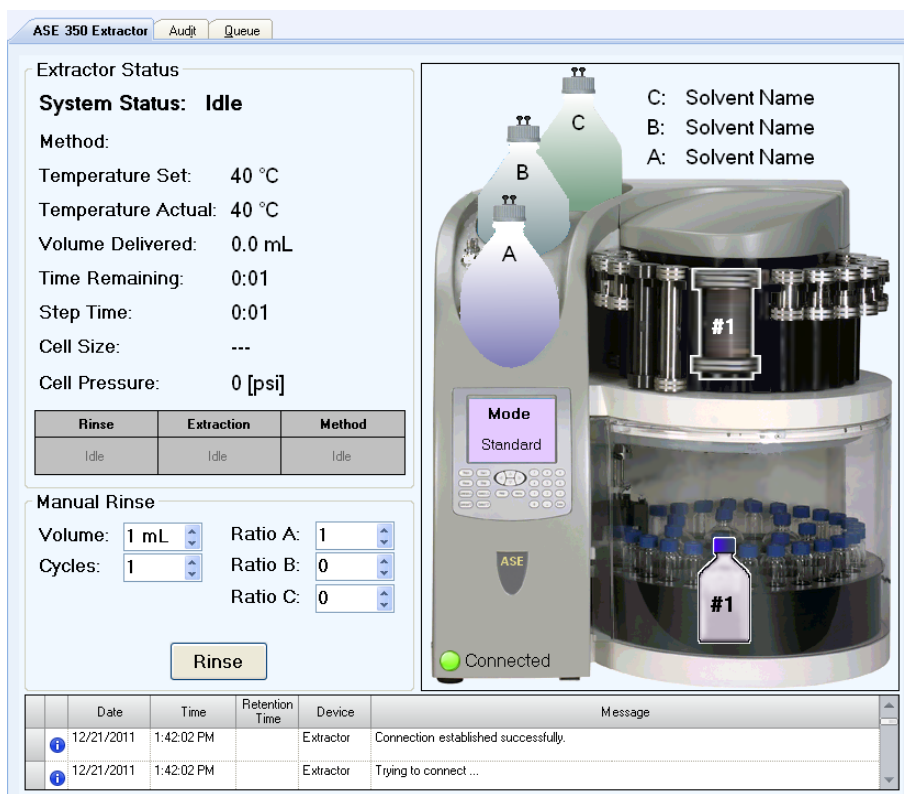 ASE 350 Extractor Audit Queue
Extractor Status
System Status: Idle
Method:
Temperature Set: 40 °C
Temperature Actual: 40 °C
Volume Delivered: 0.0 mL
Time Remaining: 0:01
Step Time: 0:01
Cell Size: ---
Cell Pressure: 0 [psi]
Rinse Extraction Method
Idle Idle Idle
Manual Rinse
Volume: 1 mL Ratio A: 1
Cycles: 1 Ratio B: 0
Ratio C: 0
Rinse
C: Solvent Name
B: Solvent Name
A: Solvent Name
C
B
A
#1
Mode
Standard
ASE
#1
Connected
Date Time Retention Time Device Message
12/21/2011 1:42:02 PM Extractor Connection established successfully.
12/21/2011 1:42:02 PM Extractor Trying to connect ...